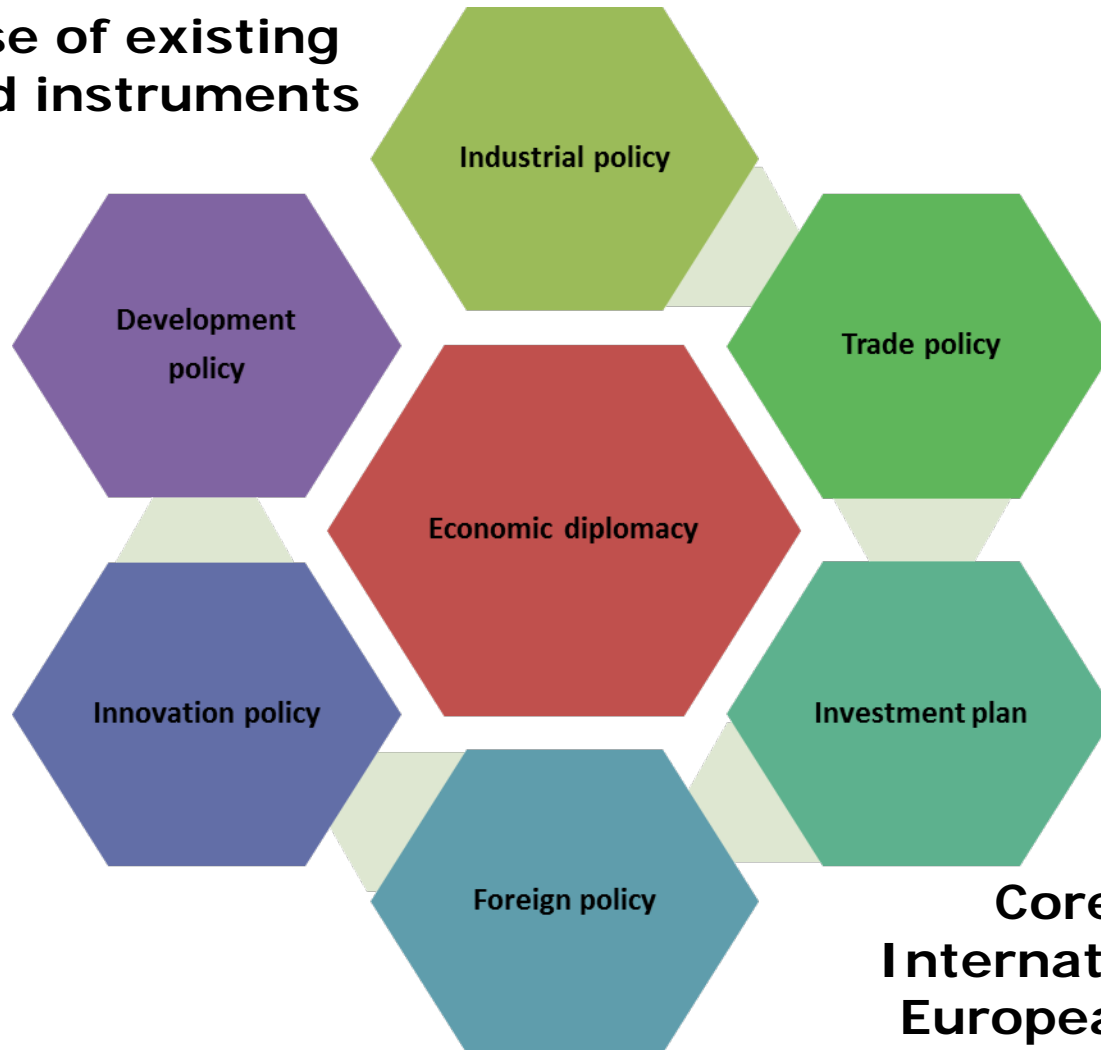 se of existing
d instruments
Industrial policy
Development
policy
Trade policy
Economic diplomacy
Innovation policy
Investment plan
Foreign policy
Core
Internat
Europea